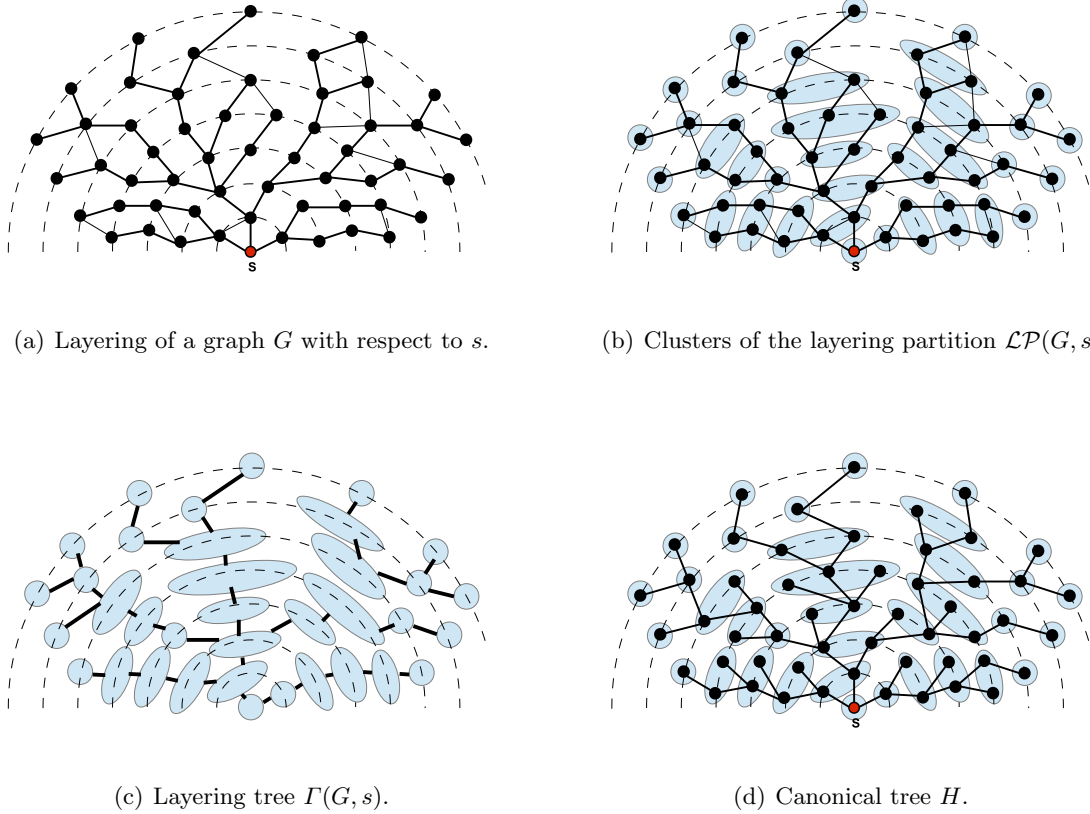 s
s
(a) Layering of a graph G with respect to s.
(b) Clusters of the layering partition LP(G, s
s
(c) Layering tree Γ(G, s).
(d) Canonical tree H.